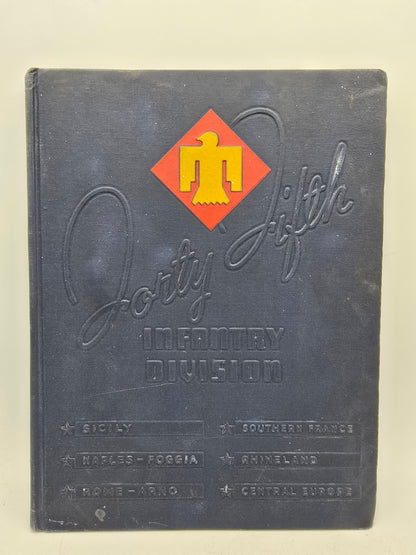 Forty Fifth
INFANTRY
DIVISION
SICILY
SOUTHERN FRANCE
NAPLES-FOGGIA
RHINELAND
ROME-ARNO
CENTRAL EUROPE